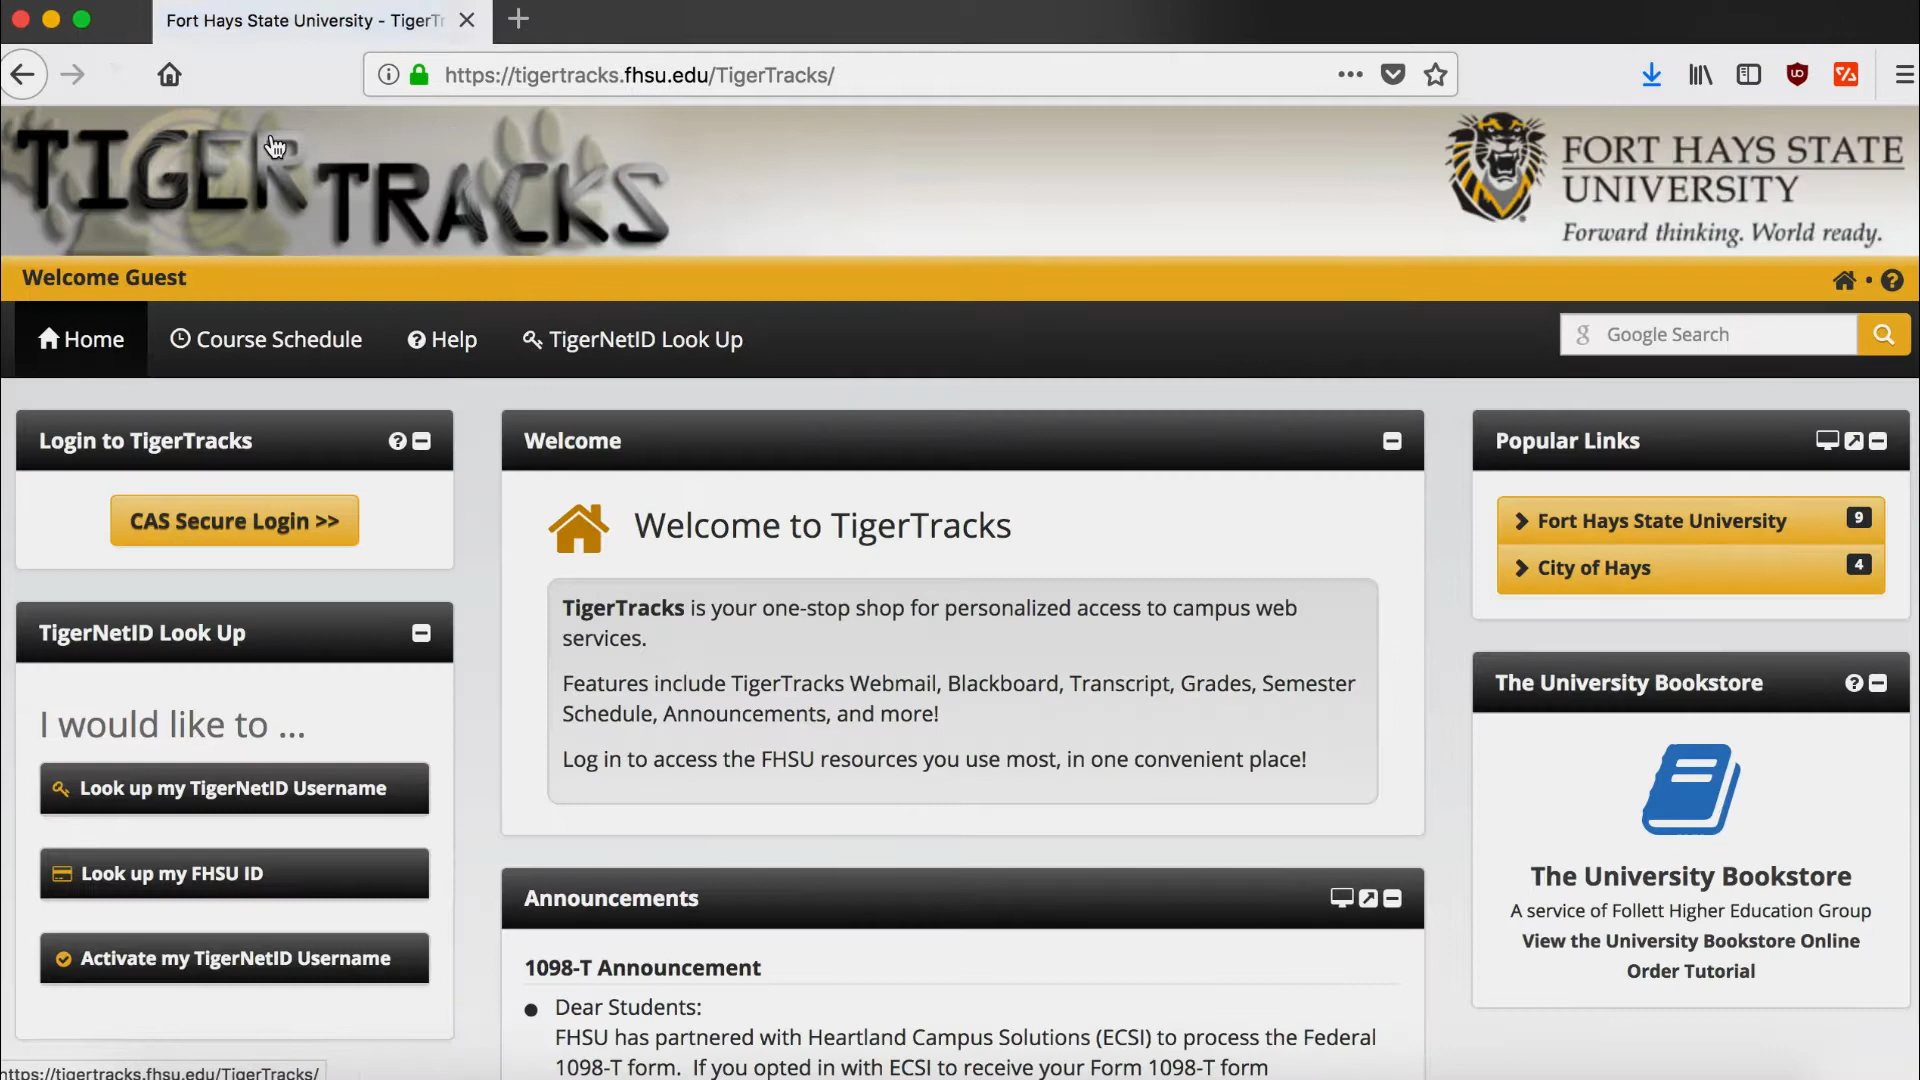 Fort Hays State University - TigerTr
https://tigertracks.fhsu.edu/TigerTracks/
TIGER TRACKS
FORT HAYS STATE
UNIVERSITY
Forward thinking. World ready.
Welcome Guest
Home
Course Schedule
Help
TigerNetID Look Up
Google Search
Login to TigerTracks
CAS Secure Login >>
TigerNetID Look Up
I would like to ...
Look up my TigerNetID Username
Look up my FHSU ID
Activate my TigerNetID Username
Welcome
Welcome to TigerTracks
TigerTracks is your one-stop shop for personalized access to campus web
services.
Features include TigerTracks Webmail, Blackboard, Transcript, Grades, Semester
Schedule, Announcements, and more!
Log in to access the FHSU resources you use most, in one convenient place!
Announcements
1098-T Announcement
Dear Students:
FHSU has partnered with Heartland Campus Solutions (ECSI) to process the Federal
1098-T form. If you opted in with ECSI to receive your Form 1098-T form
Popular Links
Fort Hays State University 9
City of Hays 4
The University Bookstore
The University Bookstore
A service of Follett Higher Education Group
View the University Bookstore Online
Order Tutorial
https://tigertracks.fhsu.edu/TigerTracks/